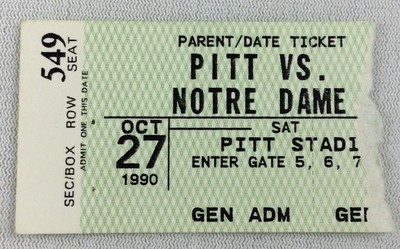 549
SEC/BOX ROW SEAT
ADMIT ONE THIS DATE
PARENT/DATE TICKET
PITT VS.
NOTRE DAME
OCT
27
1990
SAT
PITT STADI
ENTER GATE 5, 6, 7
GEN ADM GEI